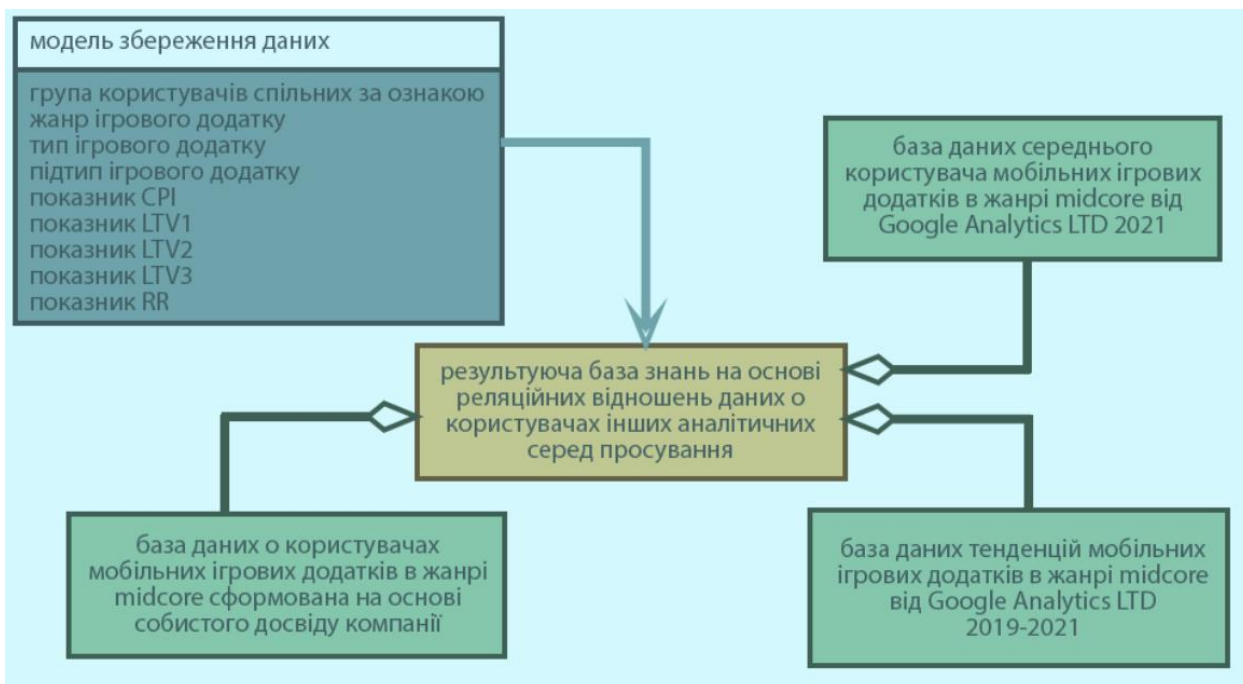 модель збереження даних
група користувачів спільних за ознакою
жанр ігрового додатку
тип ігрового додатку
підтип ігрового додатку
показник CPI
показник LTV1
показник LTV2
показник LTV3
показник RR
база даних середнього
користувача мобільних ігрових
додатків в жанрі midcore від
Google Analytics LTD 2021
результуюча база знань на основі
реляційних відношень даних о
користувачах інших аналітичних
серед просування
база даних о користувачах
мобільних ігрових додатків в жанрі
midcore сформована на основі
собистого досвіду компанії
база даних тенденцій мобільних
ігрових додатків в жанрі midcore
від Google Analytics LTD
2019-2021